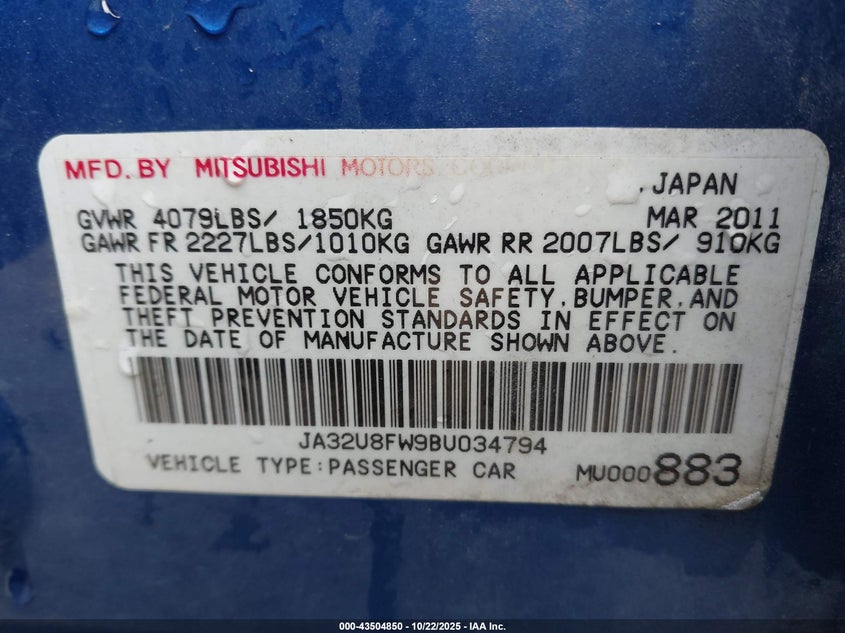 MFD. BY MITSUBISHI MOTORS
JAPAN
GVWR 4079LBS/ 1850KG MAR 2011
GAWR FR 2227LBS/1010KG GAWR RR 2007LBS/ 910KG
THIS VEHICLE CONFORMS TO ALL APPLICABLE
FEDERAL MOTOR VEHICLE SAFETY, BUMPER, AND
THEFT PREVENTION STANDARDS IN EFFECT ON
THE DATE OF MANUFACTURE SHOWN ABOVE.
JA32U8FW9BU034794
VEHICLE TYPE:PASSENGER CAR MU000883
000-43504850 - 10/22/2025 - IAA Inc.